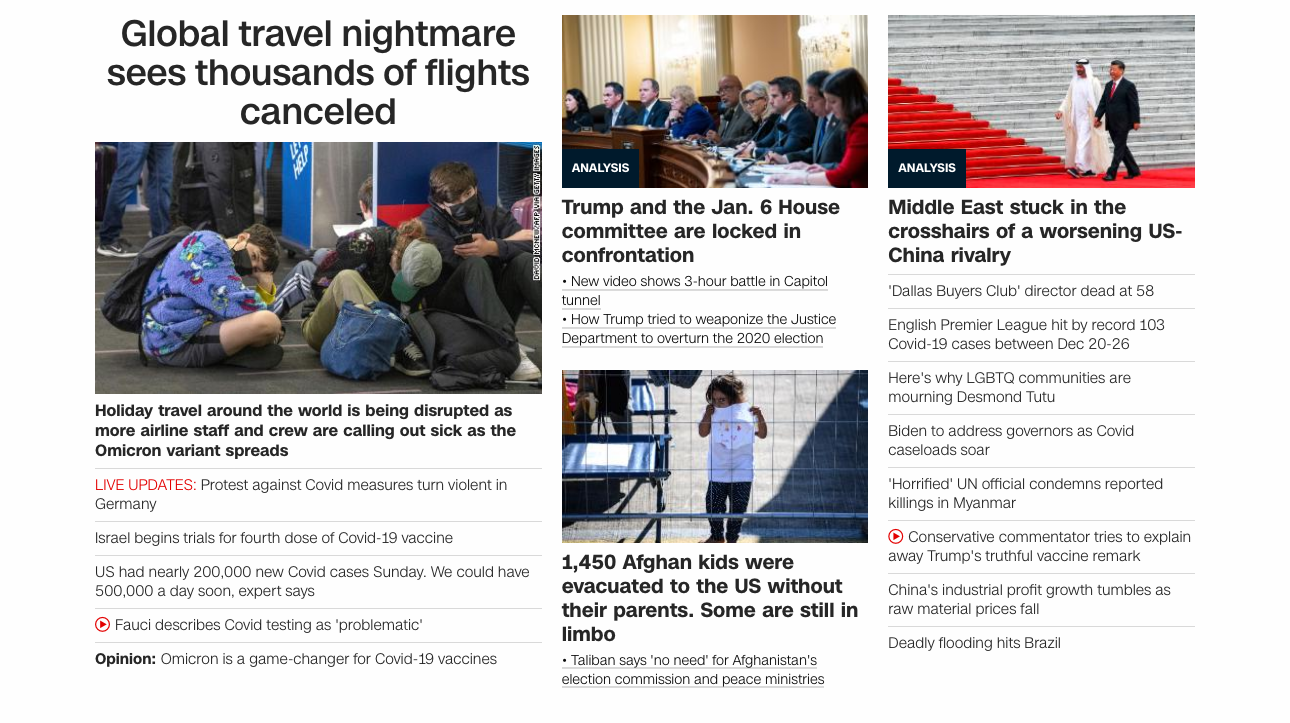 Global travel nightmare
sees thousands of flights
canceled
DAVID MCNEW/AFP VIA GETTY IMAGES
Holiday travel around the world is being disrupted as
more airline staff and crew are calling out sick as the
Omicron variant spreads
LIVE UPDATES: Protest against Covid measures turn violent in
Germany
Israel begins trials for fourth dose of Covid-19 vaccine
US had nearly 200,000 new Covid cases Sunday. We could have
500,000 a day soon, expert says
Fauci describes Covid testing as 'problematic'
Opinion: Omicron is a game-changer for Covid-19 vaccines
ANALYSIS
Trump and the Jan. 6 House
committee are locked in
confrontation
• New video shows 3-hour battle in Capitol
tunnel
• How Trump tried to weaponize the Justice
Department to overturn the 2020 election
1,450 Afghan kids were
evacuated to the US without
their parents. Some are still in
limbo
• Taliban says 'no need' for Afghanistan's
election commission and peace ministries
ANALYSIS
Middle East stuck in the
crosshairs of a worsening US-
China rivalry
'Dallas Buyers Club' director dead at 58
English Premier League hit by record 103
Covid-19 cases between Dec 20-26
Here's why LGBTQ communities are
mourning Desmond Tutu
Biden to address governors as Covid
caseloads soar
'Horrified' UN official condemns reported
killings in Myanmar
Conservative commentator tries to explain
away Trump's truthful vaccine remark
China's industrial profit growth tumbles as
raw material prices fall
Deadly flooding hits Brazil